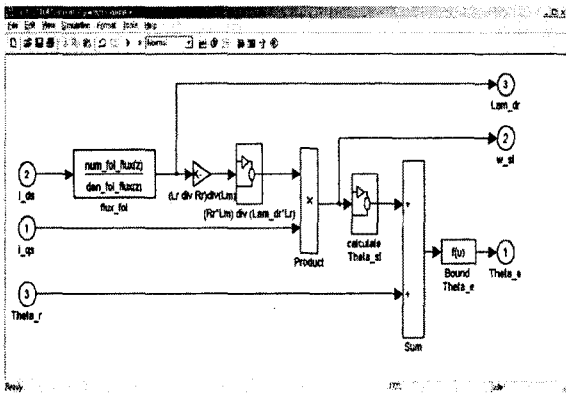 File Edit View Simulation Format Tools Help
Normal
3
Lam_dr
2
w_sl
2
i_ds
num_fol_flux(z)
den_fol_flux(z)
flux_fol
(Lr div Rr)div(Lm)
(Rr*Lm) div (Lam_dr*Lr)
1
i_qs
x
Product
calculate
Theta_sl
+
+
Sum
f(u)
Bound
Theta_e
1
Theta_e
3
Theta_r
Ready